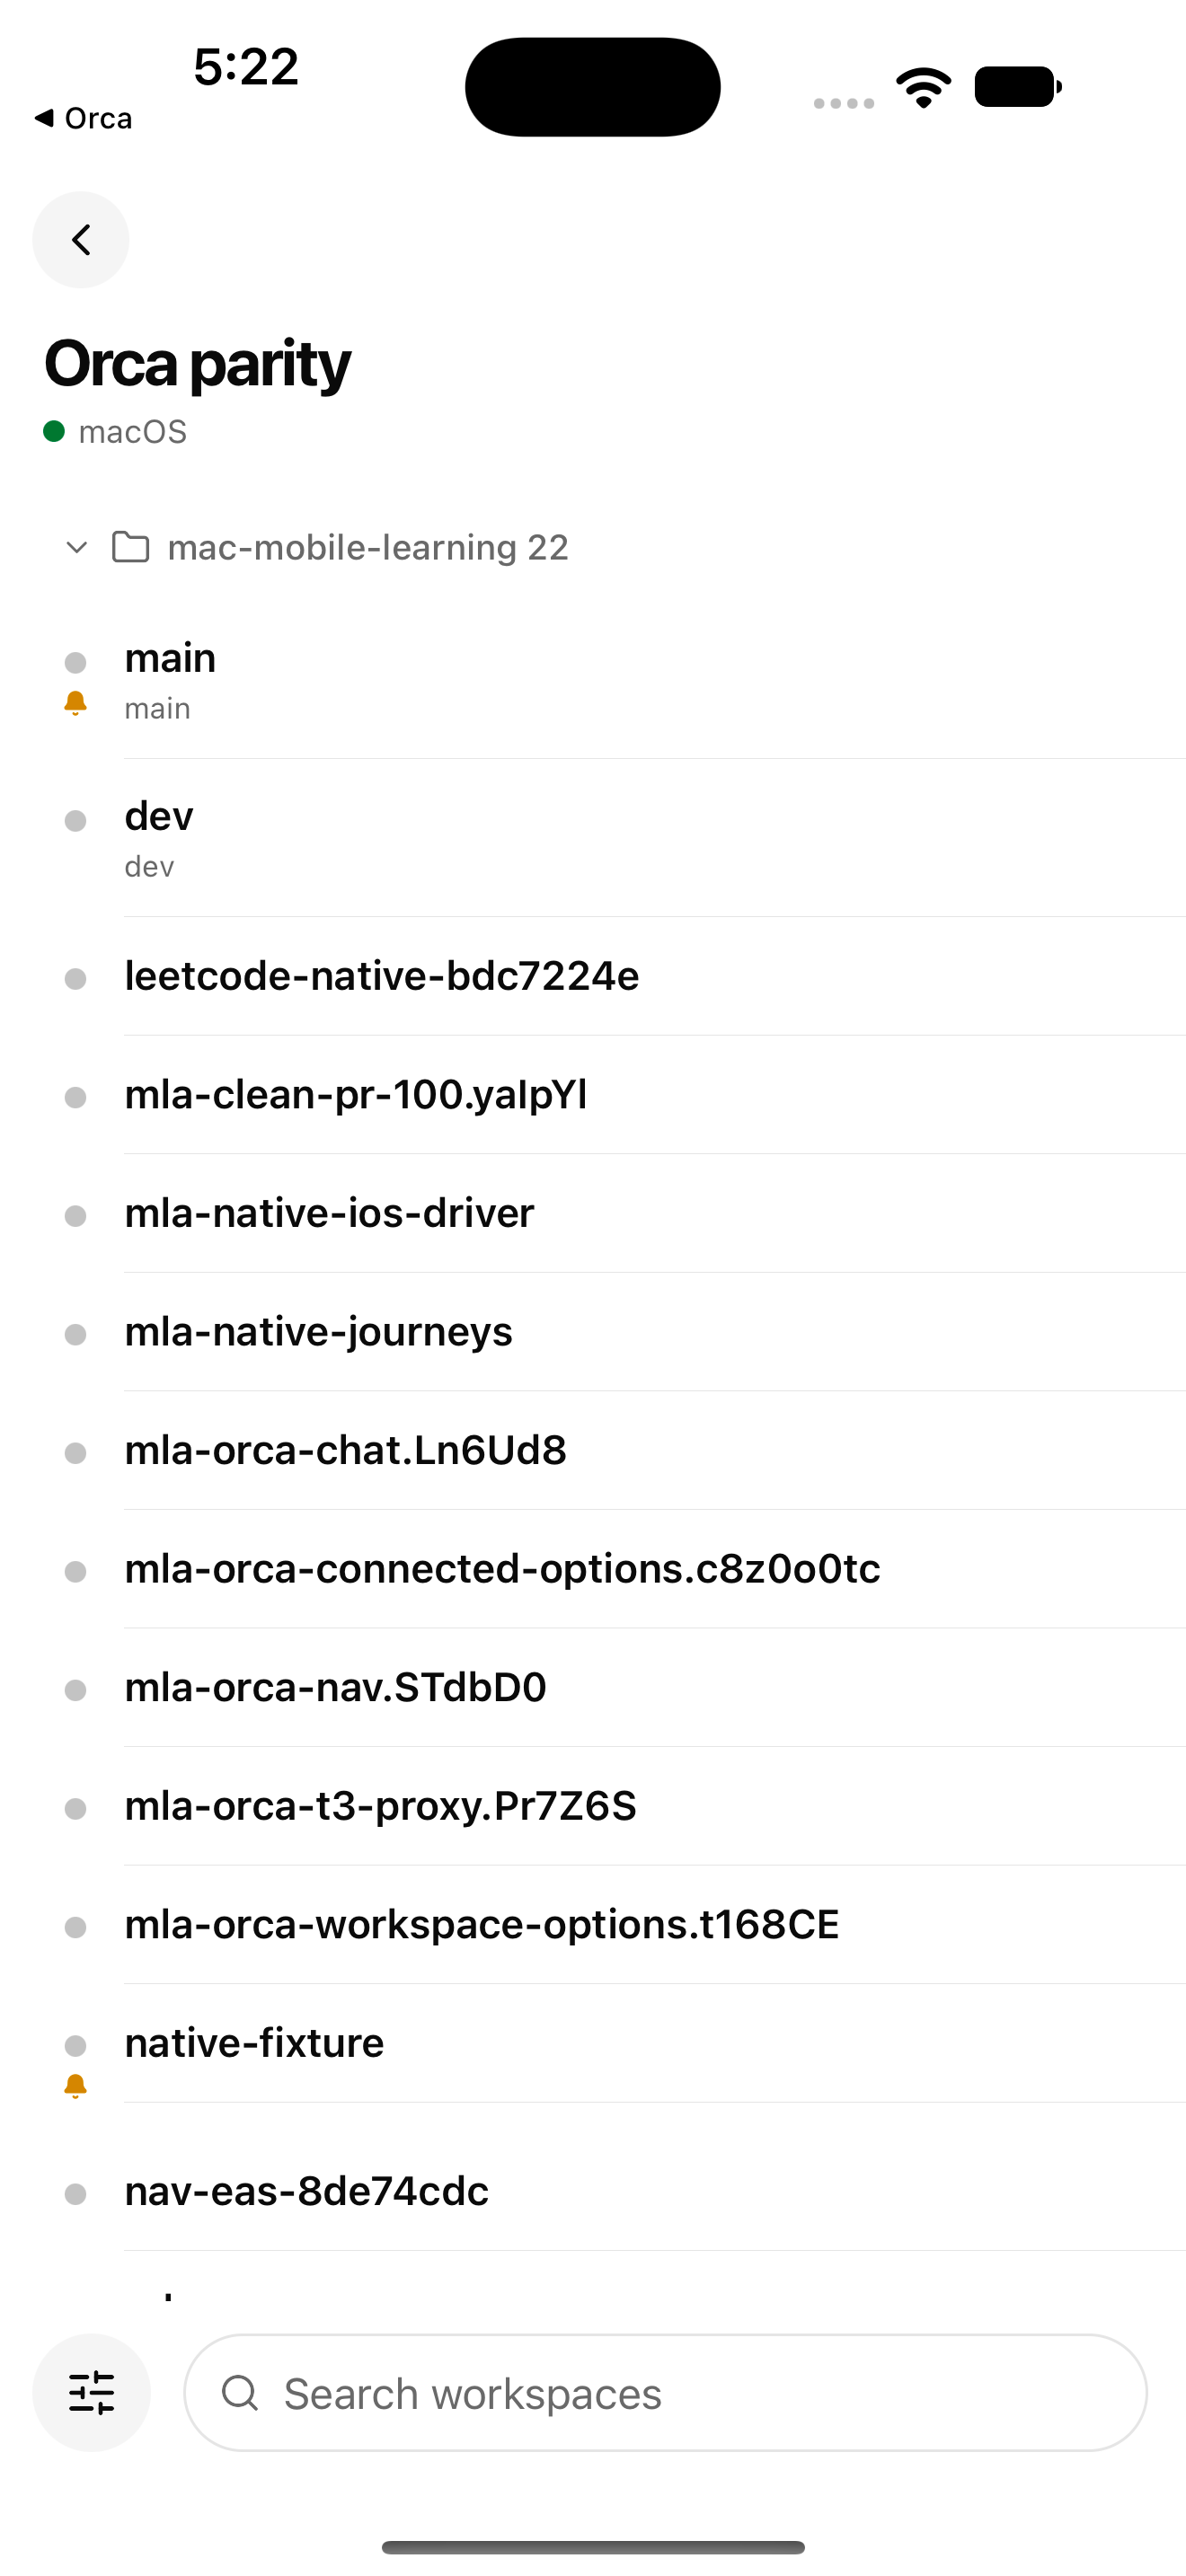 5:22
Orca
Orca parity
macOS
mac-mobile-learning 22
main
main
dev
dev
leetcode-native-bdc7224e
mla-clean-pr-100.yaIpYl
mla-native-ios-driver
mla-native-journeys
mla-orca-chat.Ln6Ud8
mla-orca-connected-options.c8z0o0tc
mla-orca-nav.STdbD0
mla-orca-t3-proxy.Pr7Z6S
mla-orca-workspace-options.t168CE
native-fixture
nav-eas-8de74cdc
Search workspaces